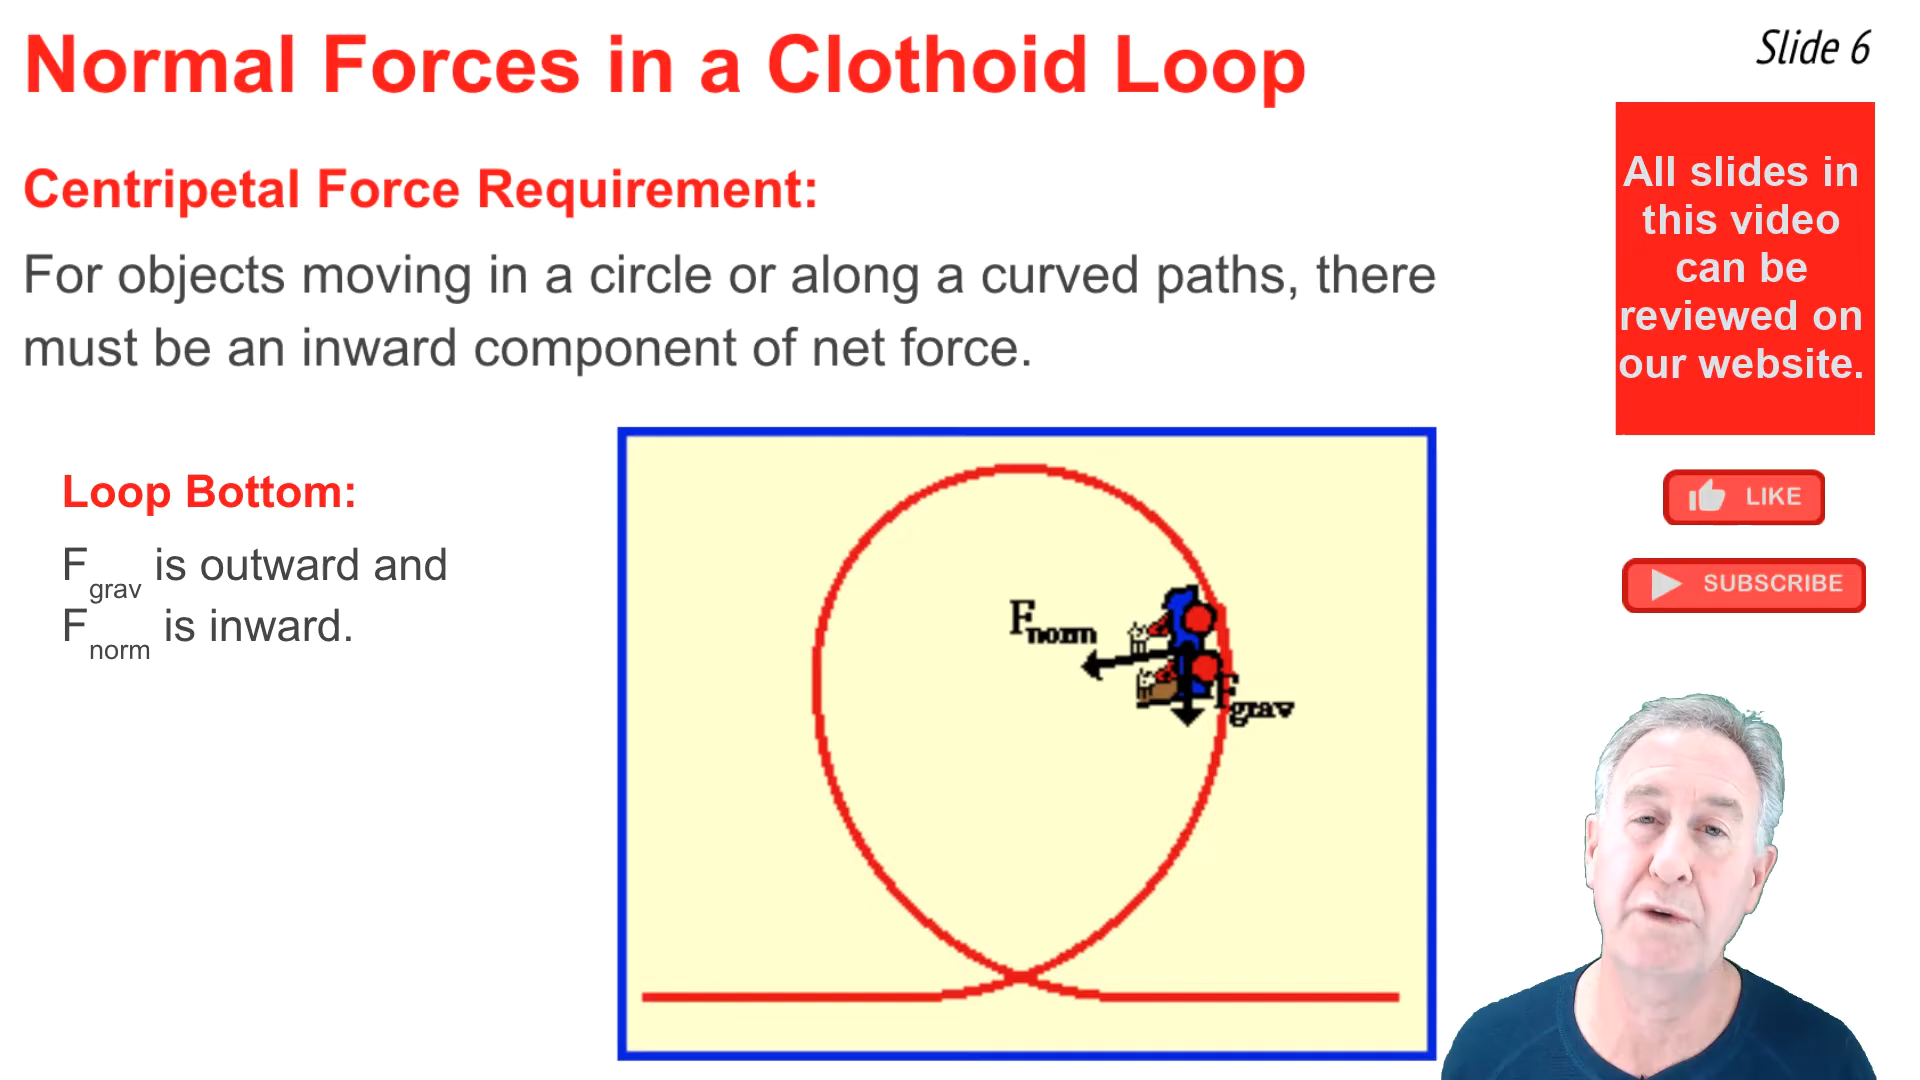 Normal Forces in a Clothoid Loop
Slide 6
Centripetal Force Requirement:
For objects moving in a circle or along a curved paths, there
must be an inward component of net force.
All slides in
this video
can be
reviewed on
our website.
LIKE
SUBSCRIBE
Loop Bottom:
Fgrav is outward and
Fnorm is inward.
Fnorm
Fgrav